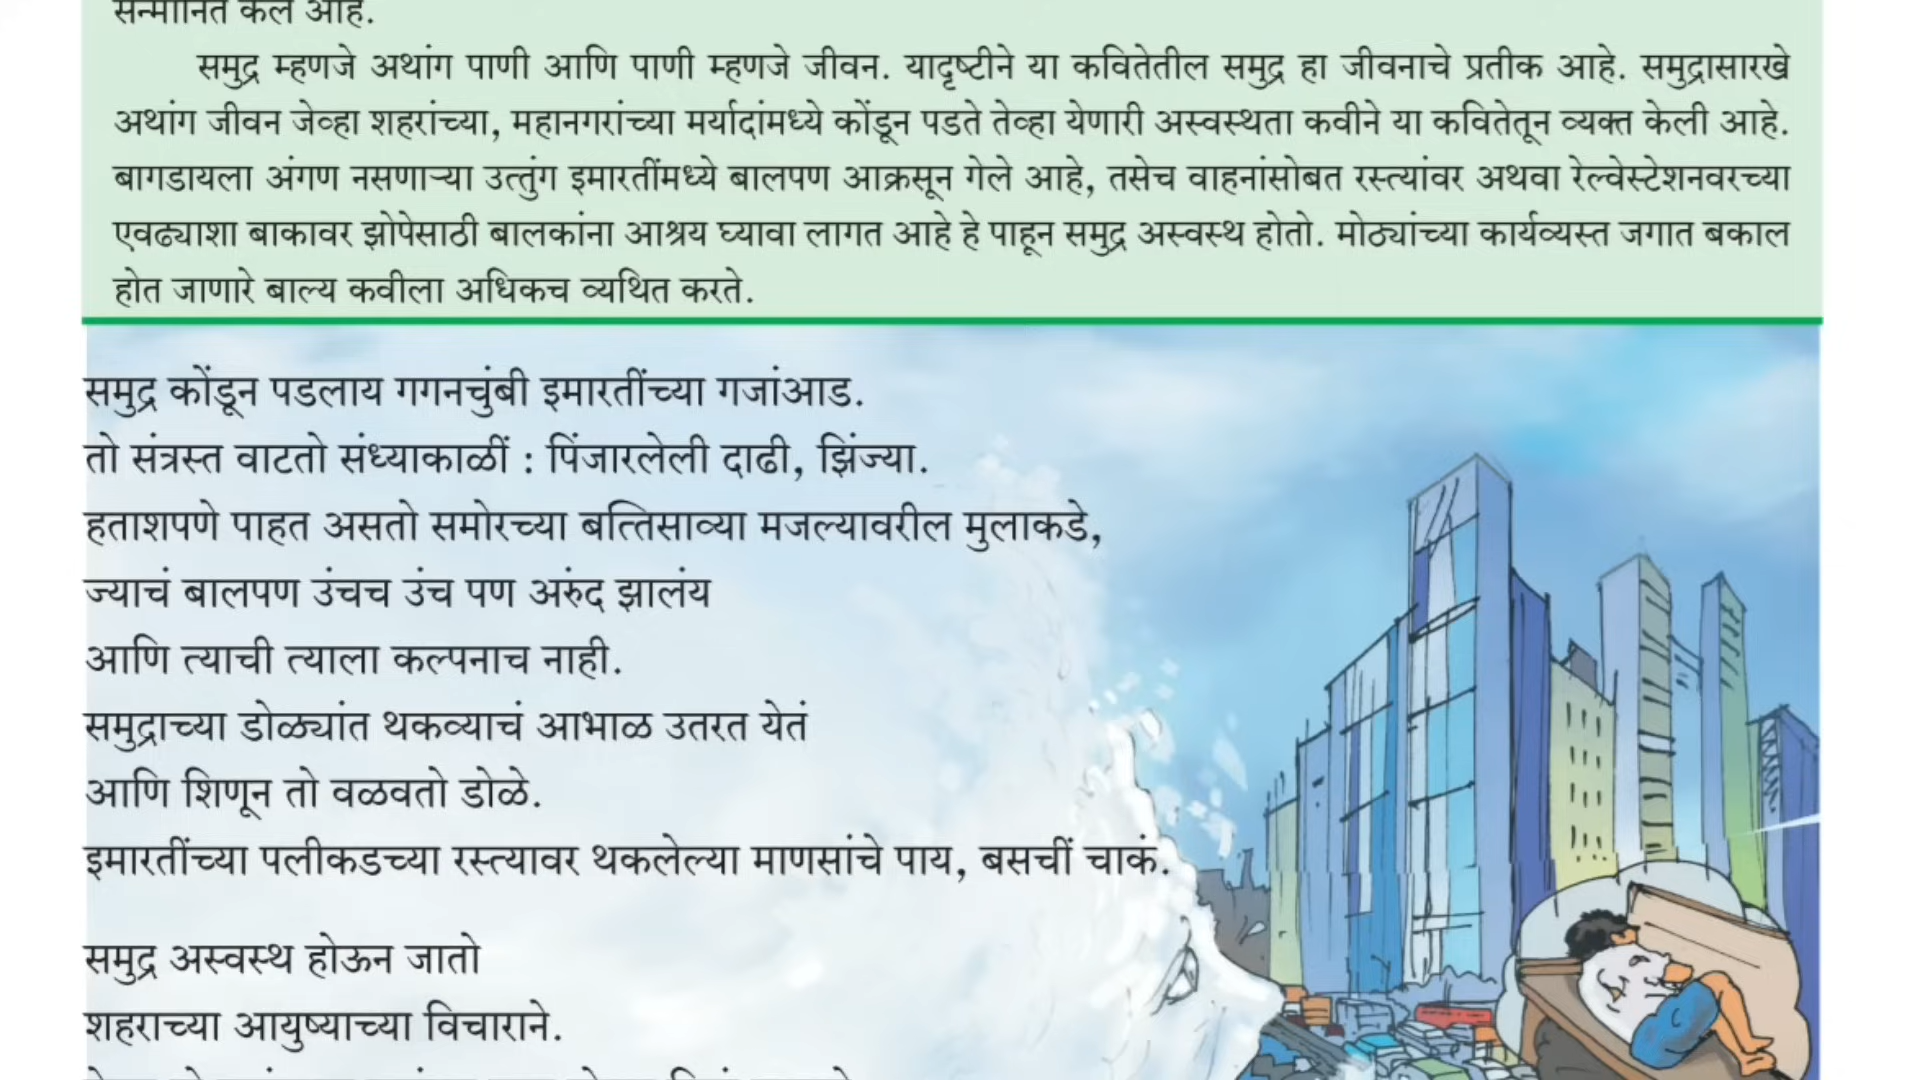 सन्मानित केले आहे.
समुद्र म्हणजे अथांग पाणी आणि पाणी म्हणजे जीवन. यादृष्टीने या कवितेतील समुद्र हा जीवनाचे प्रतीक आहे. समुद्रासारखे
अथांग जीवन जेव्हा शहरांच्या, महानगरांच्या मर्यादांमध्ये कोंडून पडते तेव्हा येणारी अस्वस्थता कवीने या कवितेतून व्यक्त केली आहे.
बागडायला अंगण नसणाऱ्या उत्तुंग इमारतींमध्ये बालपण आक्रसून गेले आहे, तसेच वाहनांसोबत रस्त्यांवर अथवा रेल्वेस्टेशनवरच्या
एवढ्याशा बाकावर झोपेसाठी बालकांना आश्रय घ्यावा लागत आहे हे पाहून समुद्र अस्वस्थ होतो. मोठ्यांच्या कार्यव्यस्त जगात बकाल
होत जाणारे बाल्य कवीला अधिकच व्यथित करते.
समुद्र कोंडून पडलाय गगनचुंबी इमारतींच्या गजांआड.
तो संत्रस्त वाटतो संध्याकाळीं : पिंजारलेली दाढी, झिंज्या.
हताशपणे पाहत असतो समोरच्या बत्तिसाव्या मजल्यावरील मुलाकडे,
ज्याचं बालपण उंचच उंच पण अरुंद झालंय
आणि त्याची त्याला कल्पनाच नाही.
समुद्राच्या डोळ्यांत थकव्याचं आभाळ उतरत येतं
आणि शिणून तो वळवतो डोळे.
इमारतींच्या पलीकडच्या रस्त्यावर थकलेल्या माणसांचे पाय, बसचीं चाकं.
समुद्र अस्वस्थ होऊन जातो
शहराच्या आयुष्याच्या विचाराने.